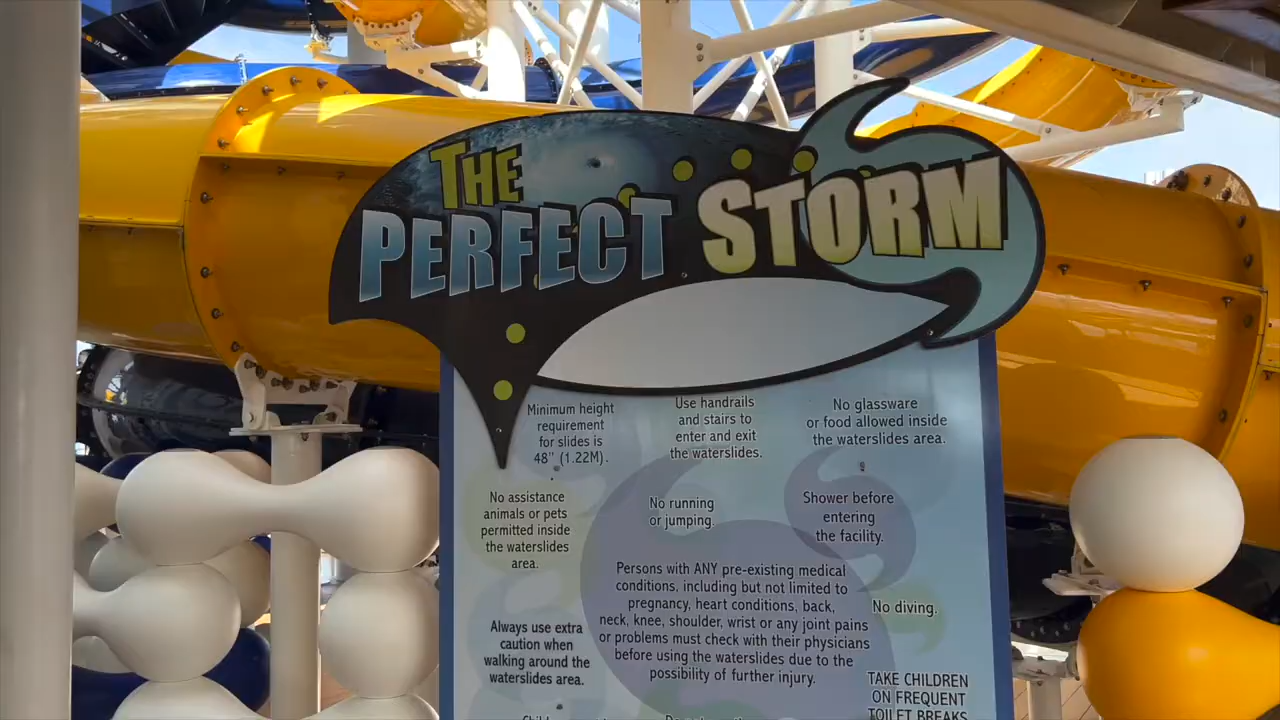 THE
PERFECT STORM
Minimum height
requirement
for slides is
48" (1.22M).
Use handrails
and stairs to
enter and exit
the waterslides.
No glassware
or food allowed inside
the waterslides area.
No assistance
animals or pets
permitted inside
the waterslides
area.
No running
or jumping.
Shower before
entering
the facility.
Persons with ANY pre-existing medical
conditions, including but not limited to
pregnancy, heart conditions, back,
neck, knee, shoulder, wrist or any joint pains
or problems must check with their physicians
before using the waterslides due to the
possibility of further injury.
No diving.
Always use extra
caution when
walking around the
waterslides area.
TAKE CHILDREN
ON FREQUENT
TOILET BREAKS